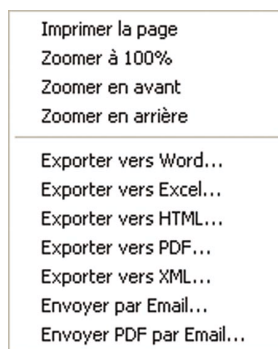 Imprimer la page
Zoomer à 100%
Zoomer en avant
Zoomer en arrière
Exporter vers Word...
Exporter vers Excel...
Exporter vers HTML...
Exporter vers PDF...
Exporter vers XML...
Envoyer par Email...
Envoyer PDF par Email...